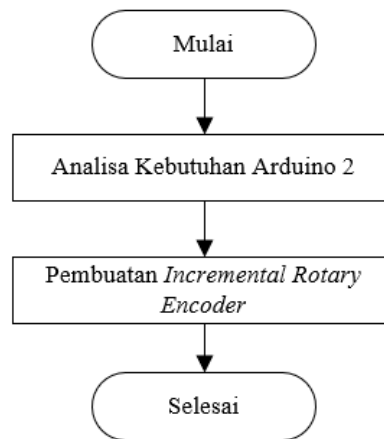 Mulai
Analisa Kebutuhan Arduino 2
Pembuatan Incremental Rotary
Encoder
Selesai